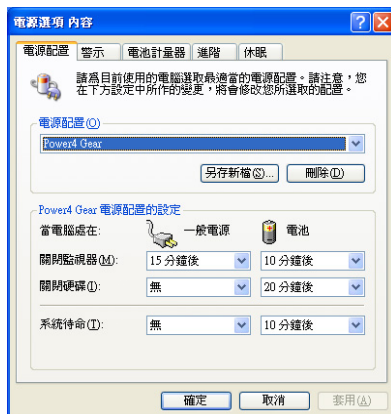 電源選項 內容
電源配置 警示 電池計量器 進階 休眠
請為目前使用的電腦選取最適當的電源配置。請注意，您
在下方設定中所作的變更，將會修改您所選取的配置。
電源配置(O)
Power4 Gear
另存新檔(S)... 刪除(D)
Power4 Gear 電源配置的設定
當電腦處在: 一般電源 電池
關閉監視器(M): 15 分鐘後 10 分鐘後
關閉硬碟(I): 無 20 分鐘後
系統待命(T): 無 10 分鐘後
確定 取消 套用(A)